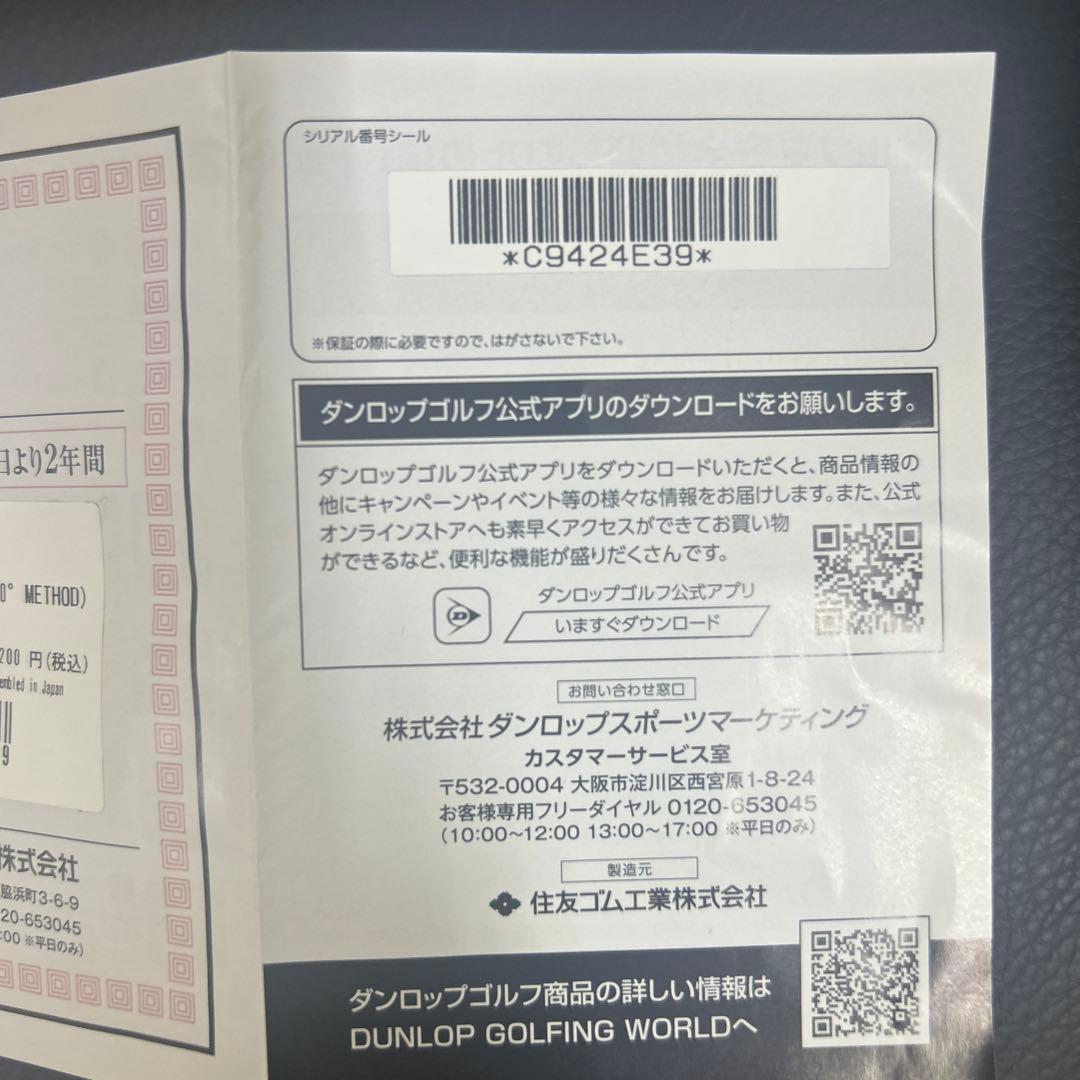 日より2年間
0° METHOD)
200 円(税込)
embled in Japan
9
株式会社
脇浜町3-6-9
20-653045
:00 ※平日のみ)
シリアル番号シール
*C9424E39*
※保証の際に必要ですので、はがさないで下さい。
ダンロップゴルフ公式アプリのダウンロードをお願いします。
ダンロップゴルフ公式アプリをダウンロードいただくと、商品情報の
他にキャンペーンやイベント等の様々な情報をお届けします。また、公式
オンラインストアへも素早くアクセスができてお買い物
ができるなど、便利な機能が盛りだくさんです。
ダンロップゴルフ公式アプリ
いますぐダウンロード
お問い合わせ窓口
株式会社 ダンロップスポーツマーケティング
カスタマーサービス室
〒532-0004 大阪市淀川区西宮原1-8-24
お客様専用フリーダイヤル 0120-653045
(10:00〜12:00 13:00〜17:00 ※平日のみ)
製造元
住友ゴム工業株式会社
ダンロップゴルフ商品の詳しい情報は
DUNLOP GOLFING WORLDへ